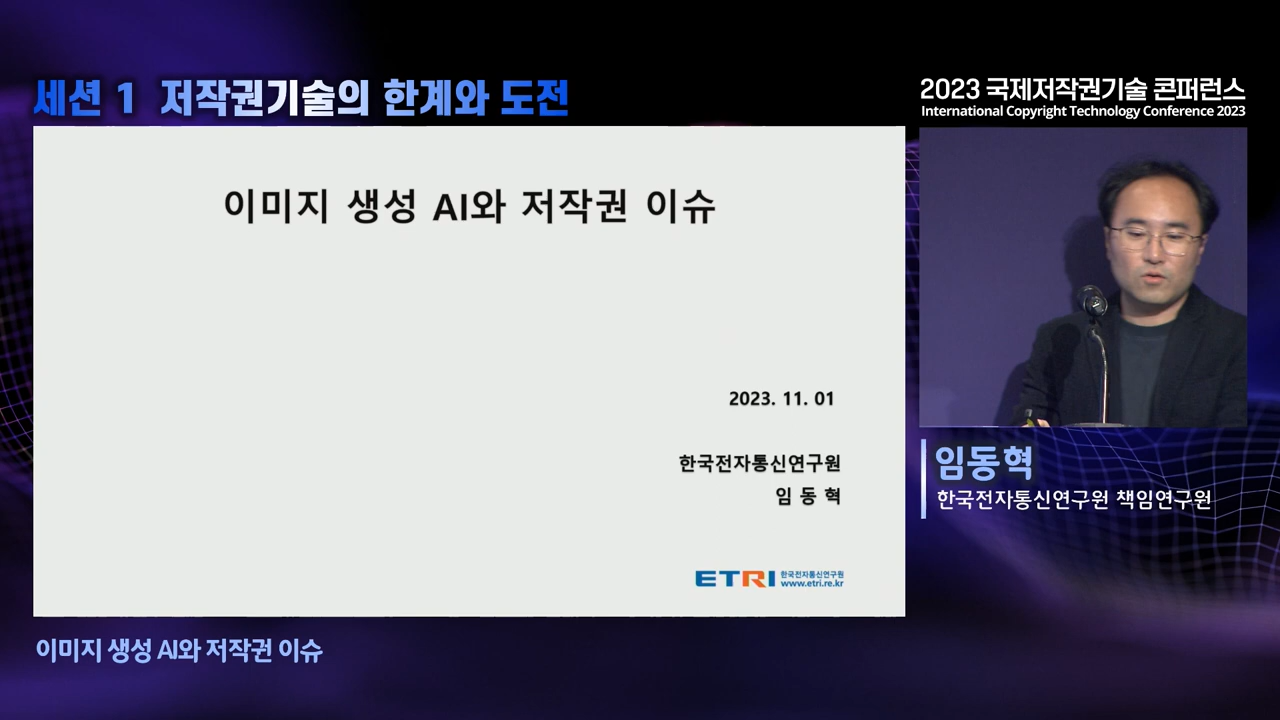 세션 1 저작권기술의 한계와 도전
2023 국제저작권기술 콘퍼런스
International Copyright Technology Conference 2023
이미지 생성 AI와 저작권 이슈
2023. 11. 01
한국전자통신연구원
임 동 혁
ETRI 한국전자통신연구원
www.etri.re.kr
임동혁
한국전자통신연구원 책임연구원
이미지 생성 AI와 저작권 이슈